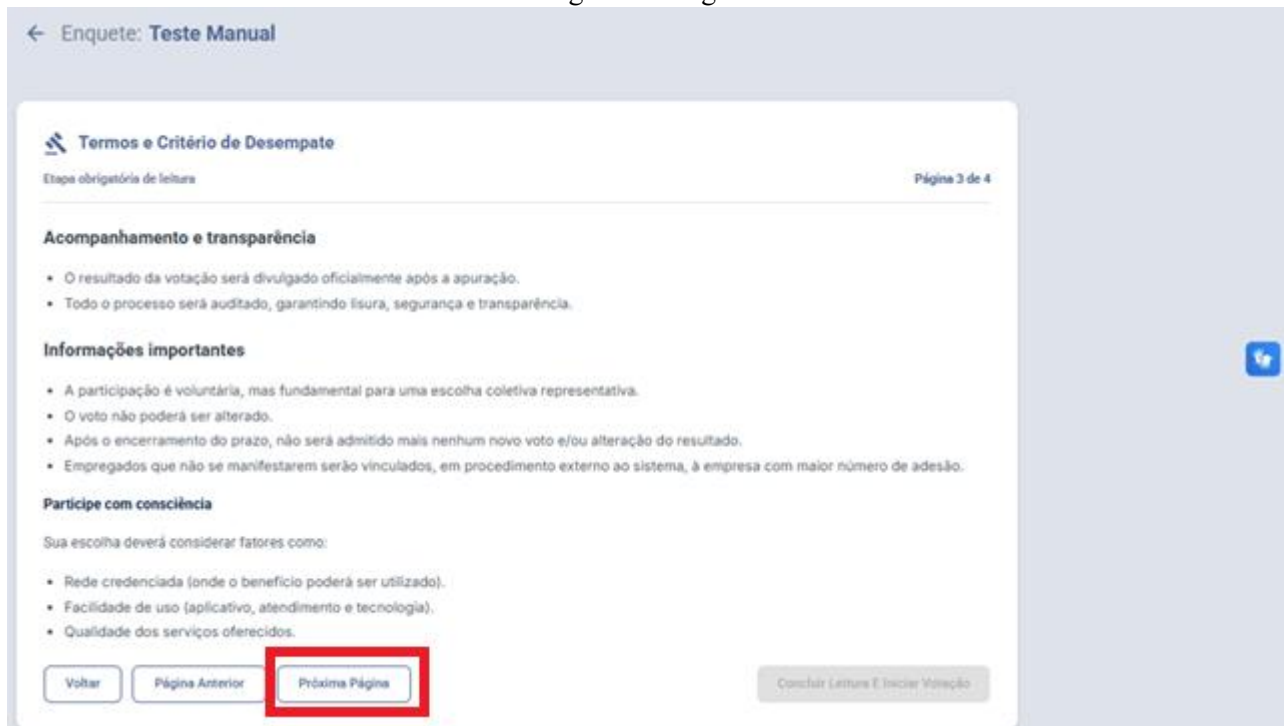 ← Enquete: Teste Manual
Termos e Critério de Desempate
Etapa obrigatória de leitura
Página 3 de 4
Acompanhamento e transparência
• O resultado da votação será divulgado oficialmente após a apuração.
• Todo o processo será auditado, garantindo lisura, segurança e transparência.
Informações importantes
• A participação é voluntária, mas fundamental para uma escolha coletiva representativa.
• O voto não poderá ser alterado.
• Após o encerramento do prazo, não será admitido mais nenhum novo voto e/ou alteração do resultado.
• Empregados que não se manifestarem serão vinculados, em procedimento externo ao sistema, à empresa com maior número de adesão.
Participe com consciência
Sua escolha deverá considerar fatores como:
• Rede credenciada (onde o benefício poderá ser utilizado).
• Facilidade de uso (aplicativo, atendimento e tecnologia).
• Qualidade dos serviços oferecidos.
Voltar
Página Anterior
Próxima Página
Concluir Leitura E Iniciar Votação